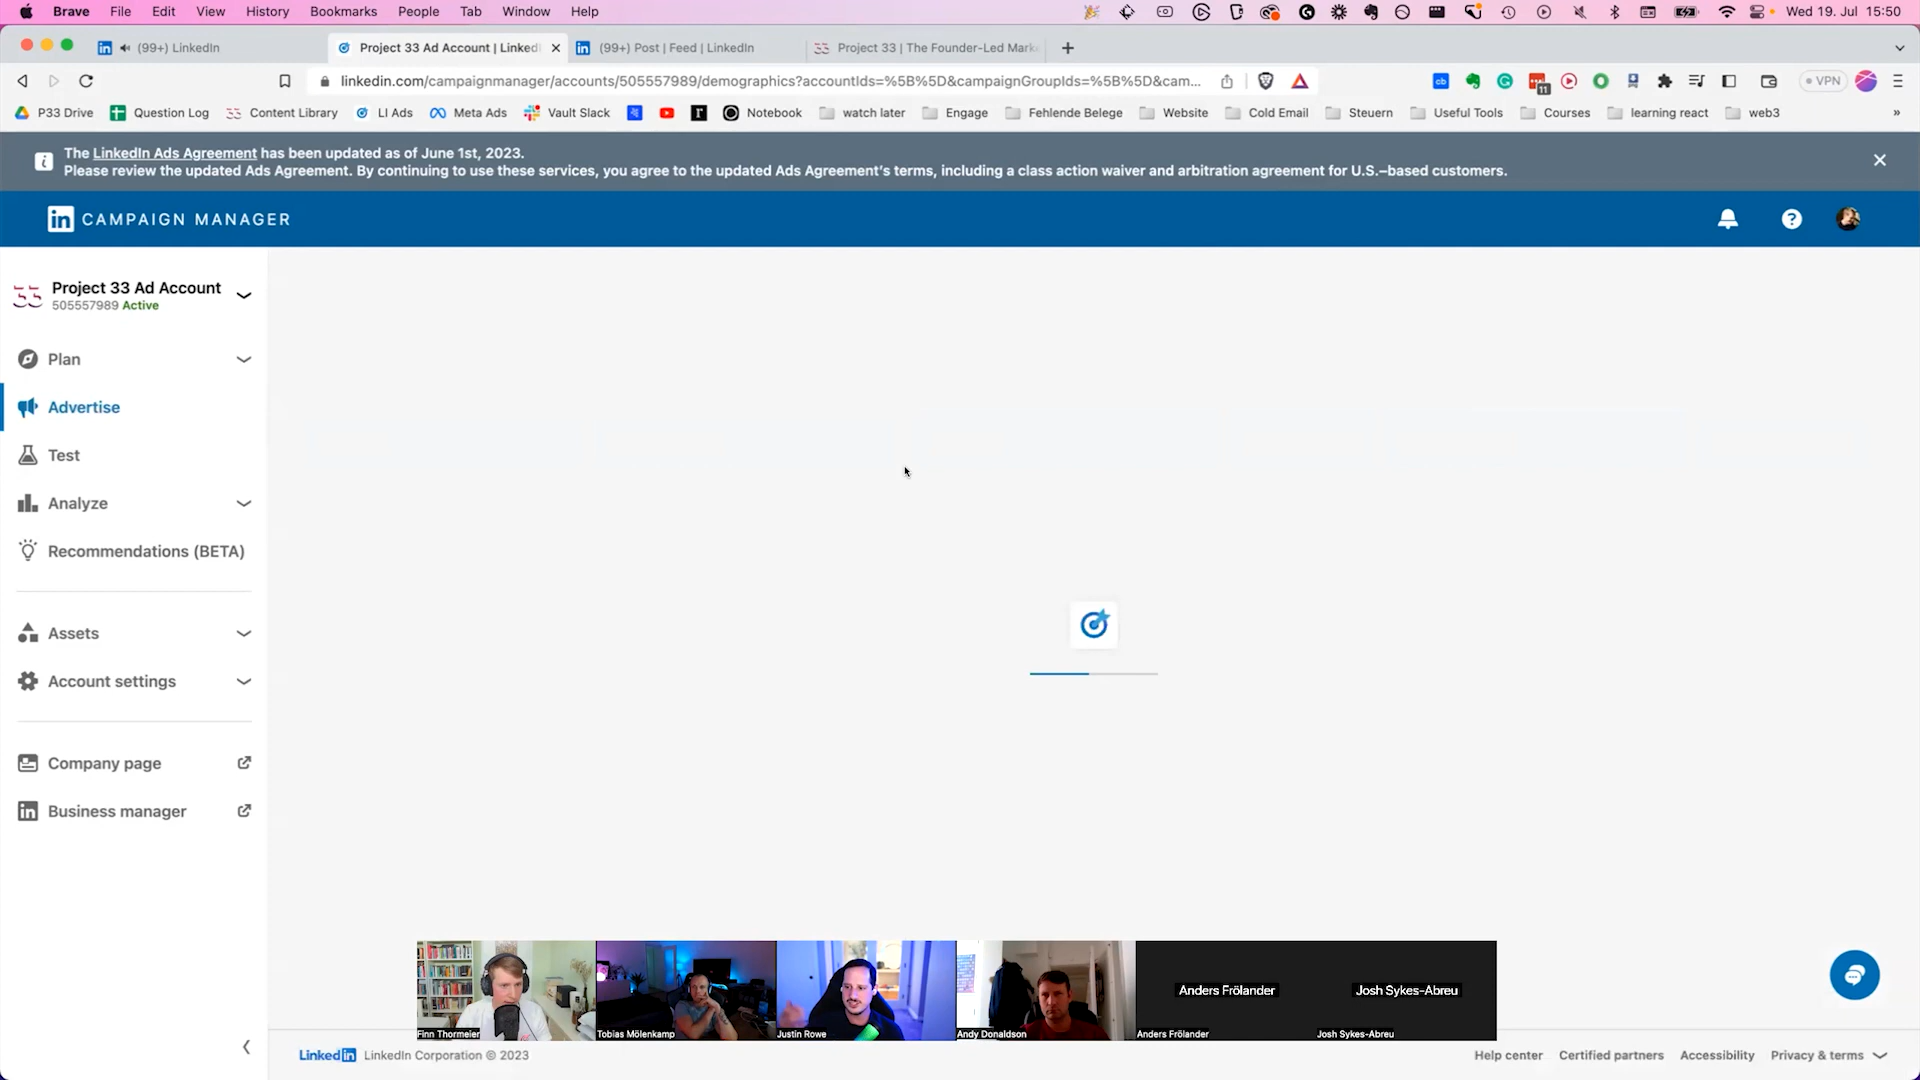 Brave File Edit View History Bookmarks People Tab Window Help Wed 19. Jul 15:50
(99+) LinkedIn Project 33 Ad Account | Linked (99+) Post | Feed | LinkedIn Project 33 | The Founder-Led Mark
linkedin.com/campaignmanager/accounts/505557989/demographics?accountIds=%5B%5D&campaignGroupIds=%5B%5D&cam... 11 VPN
P33 Drive Question Log Content Library LI Ads Meta Ads Vault Slack Notebook watch later Engage Fehlende Belege Website Cold Email Steuern Useful Tools Courses learning react web3 »
The LinkedIn Ads Agreement has been updated as of June 1st, 2023.
Please review the updated Ads Agreement. By continuing to use these services, you agree to the updated Ads Agreement's terms, including a class action waiver and arbitration agreement for U.S.-based customers.
in CAMPAIGN MANAGER
Project 33 Ad Account
505557989 Active
Plan
Advertise
Test
Analyze
Recommendations (BETA)
Assets
Account settings
Company page
Business manager
Anders Frölander Josh Sykes-Abreu
Finn Thormeier Tobias Mölenkamp Justin Rowe Andy Donaldson Anders Frölander Josh Sykes-Abreu
LinkedIn LinkedIn Corporation © 2023 Help center Certified partners Accessibility Privacy & terms